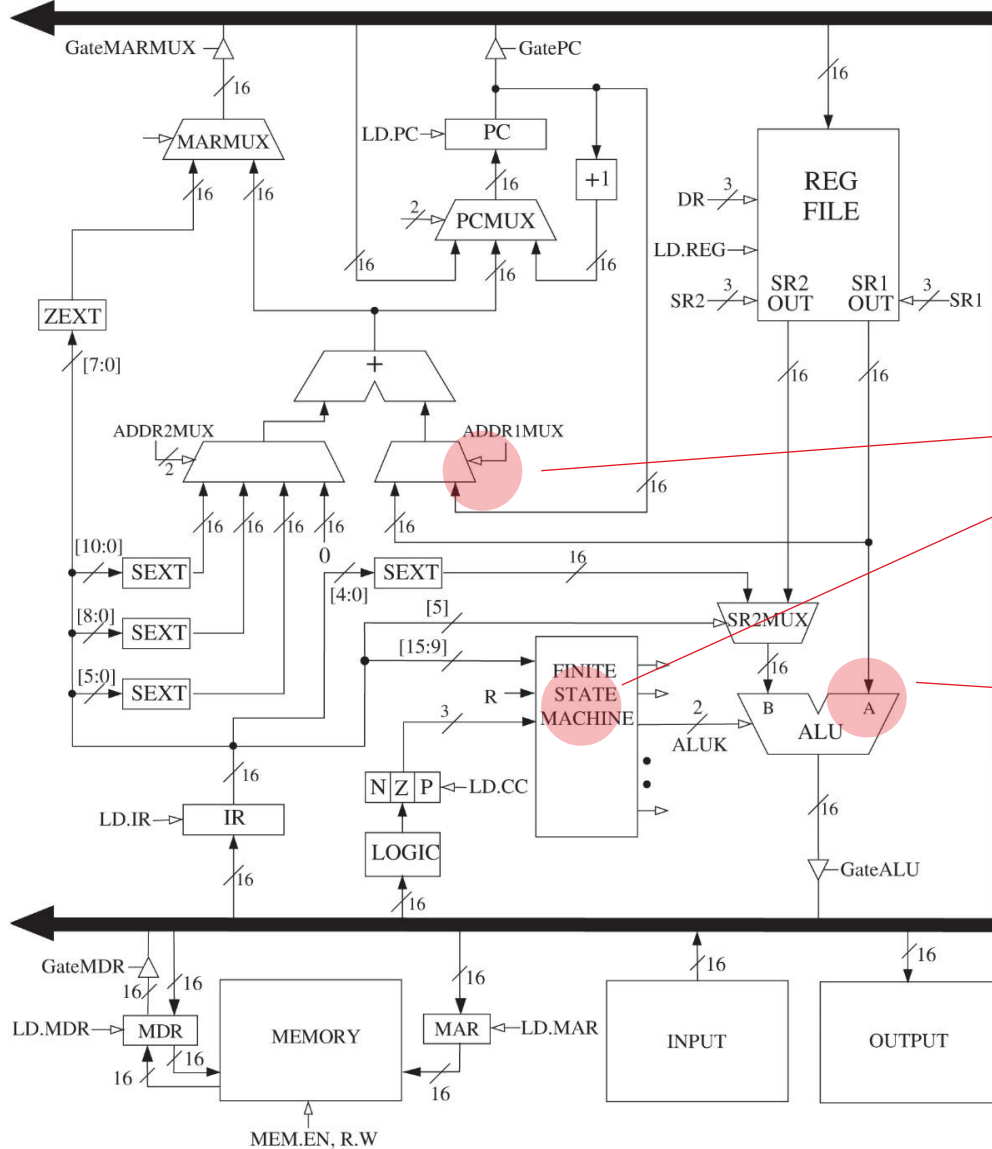 GateMARMUX
GatePC
16
16
MARMUX
LD.PC
PC
+1
REG
FILE
16
16
16
2
PCMUX
DR
3
LD.REG
16
16
16
SR2
3
SR2
OUT
SR1
OUT
3
SR1
ZEXT
[7:0]
+
16
16
ADDR2MUX
2
ADDR1MUX
16
16
16
16
16
0
16
[10:0]
SEXT
[4:0]
SEXT
16
[8:0]
SEXT
[5]
SR2MUX
[15:9]
16
[5:0]
SEXT
FINITE
STATE
MACHINE
R
3
2
ALUK
B
A
ALU
16
N Z P
LD.CC
LD.IR
IR
LOGIC
16
16
16
GateALU
GateMDR
16
16
16
16
16
LD.MDR
MDR
MEMORY
MAR
LD.MAR
INPUT
OUTPUT
16
16
16
MEM.EN, R.W